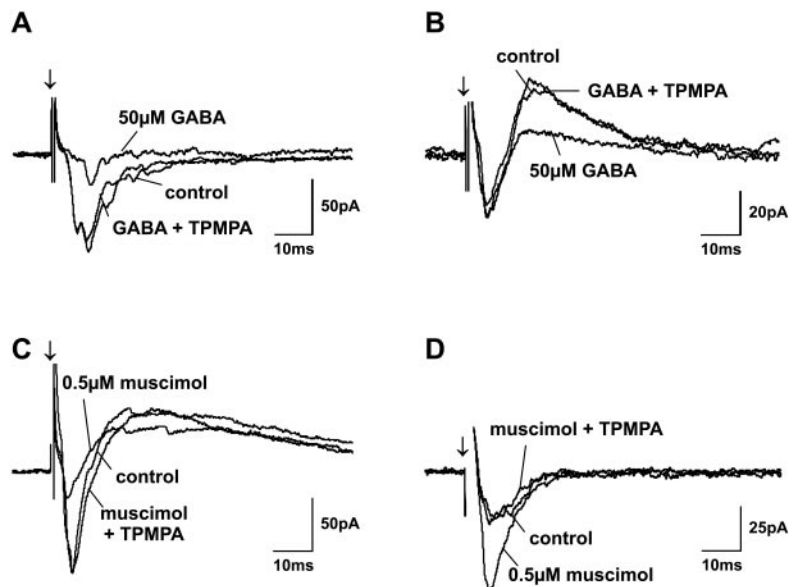 A
50μM GABA
control
GABA + TPMPA
50pA
10ms
B
control
GABA + TPMPA
50μM GABA
20pA
10ms
C
0.5μM muscimol
control
muscimol
+ TPMPA
50pA
10ms
D
muscimol + TPMPA
control
0.5μM muscimol
25pA
10ms